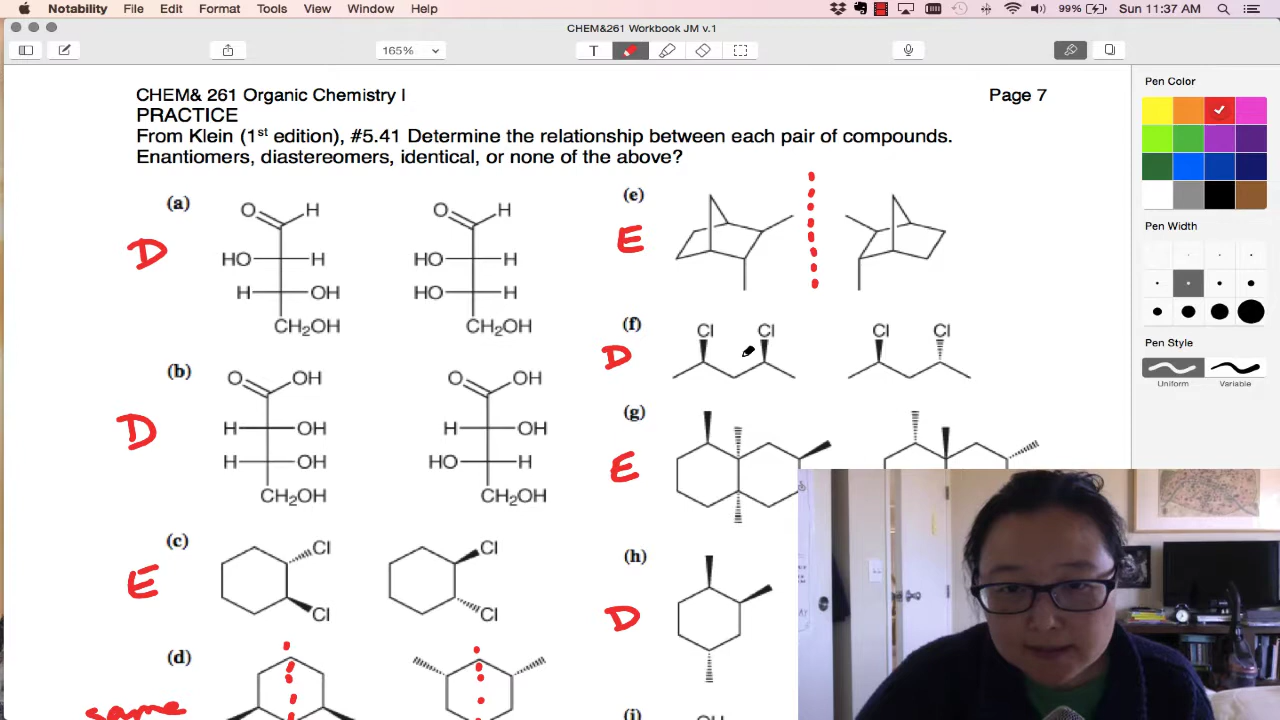 Notability File Edit Tools View Window Help 99% Sun 11:37 AM
CHEM&261 Workbook JM v.1
T
165%
CHEM& 261 Organic Chemistry I Page 7
PRACTICE
From Klein (1st edition), #5.41 Determine the relationship between each pair of compounds.
Enantiomers, diastereomers, identical, or none of the above?
(a)
D
O H
HO H
H OH
CH2OH
O H
HO H
HO H
CH2OH
(b)
D
O OH
H OH
H OH
CH2OH
O OH
H OH
HO H
CH2OH
(c)
E
Cl
Cl
Cl
Cl
(d)
same
(e)
E
(f)
D
Cl Cl
Cl Cl
(g)
E
(h)
D
(i)
Pen Color
Pen Width
Pen Style
Uniform Variable